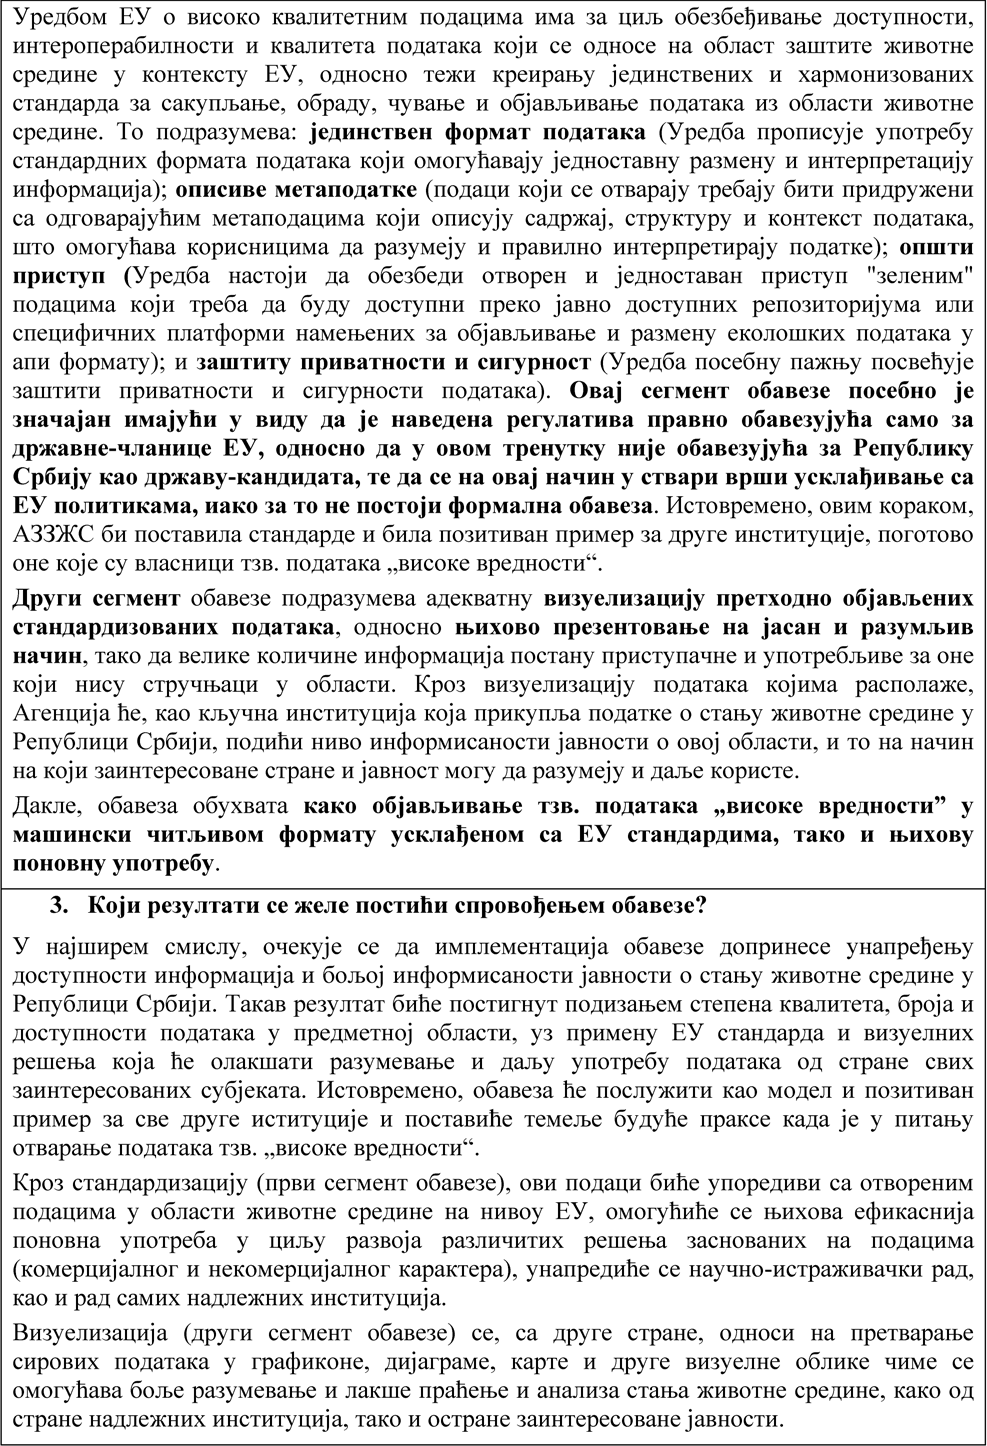 Уредбом ЕУ о високо квалитетним подацима има за циљ обезбеђивање доступности,
интероперабилности и квалитета података који се односе на област заштите животне
средине у контексту ЕУ, односно тежи креирању јединствених и хармонизованих
стандарда за сакупљање, обраду, чување и објављивање података из области животне
средине. То подразумева: јединствен формат података (Уредба прописује употребу
стандардних формата података који омогућавају једноставну размену и интерпретацију
информација); описиве метаподатке (подаци који се отварају требају бити придружени
са одговарајућим метаподацима који описују садржај, структуру и контекст података,
што омогућава корисницима да разумеју и правилно интерпретирају податке); општи
приступ (Уредба настоји да обезбеди отворен и једноставан приступ "зеленим"
подацима који треба да буду доступни преко јавно доступних репозиторијума или
специфичних платформи намењених за објављивање и размену еколошких података у
апи формату); и заштиту приватности и сигурност (Уредба посебну пажњу посвећује
заштити приватности и сигурности података). Овај сегмент обавезе посебно је
значајан имајући у виду да је наведена регулатива правно обавезујућа само за
државне-чланице ЕУ, односно да у овом тренутку није обавезујућа за Републику
Србију као државу-кандидата, те да се на овај начин у ствари врши усклађивање са
ЕУ политикама, иако за то не постоји формална обавеза. Истовремено, овим кораком,
АЗЗЖС би поставила стандарде и била позитиван пример за друге институције, поготово
оне које су власници тзв. података „високе вредности“.
Други сегмент обавезе подразумева адекватну визуелизацију претходно објављених
стандардизованих података, односно њихово презентовање на јасан и разумљив
начин, тако да велике количине информација постану приступачне и употребљиве за оне
који нису стручњаци у области. Кроз визуелизацију података којима располаже,
Агенција ће, као кључна институција која прикупља податке о стању животне средине у
Републици Србији, подићи ниво информисаности јавности о овој области, и то на начин
на који заинтересоване стране и јавност могу да разумеју и даље користе.
Дакле, обавеза обухвата како објављивање тзв. података „високе вредности” у
машински читљивом формату усклађеном са ЕУ стандардима, тако и њихову
поновну употребу.
3. Који резултати се желе постићи спровођењем обавезе?
У најширем смислу, очекује се да имплементација обавезе допринесе унапређењу
доступности информација и бољој информисаности јавности о стању животне средине у
Републици Србији. Такав резултат биће постигнут подизањем степена квалитета, броја и
доступности података у предметној области, уз примену ЕУ стандарда и визуелних
решења која ће олакшати разумевање и даљу употребу података од стране свих
заинтересованих субјеката. Истовремено, обавеза ће послужити као модел и позитиван
пример за све друге иституције и поставиће темеље будуће праксе када је у питању
отварање података тзв. „високе вредности“.
Кроз стандардизацију (први сегмент обавезе), ови подаци биће упоредиви са отвореним
подацима у области животне средине на нивоу ЕУ, омогућиће се њихова ефикаснија
поновна употреба у циљу развоја различитих решења заснованих на подацима
(комерцијалног и некомерцијалног карактера), унапредиће се научно-истраживачки рад,
као и рад самих надлежних институција.
Визуелизација (други сегмент обавезе) се, са друге стране, односи на претварање
сирових података у графиконе, дијаграме, карте и друге визуелне облике чиме се
омогућава боље разумевање и лакше праћење и анализа стања животне средине, како од
стране надлежних институција, тако и остране заинтересоване јавности.